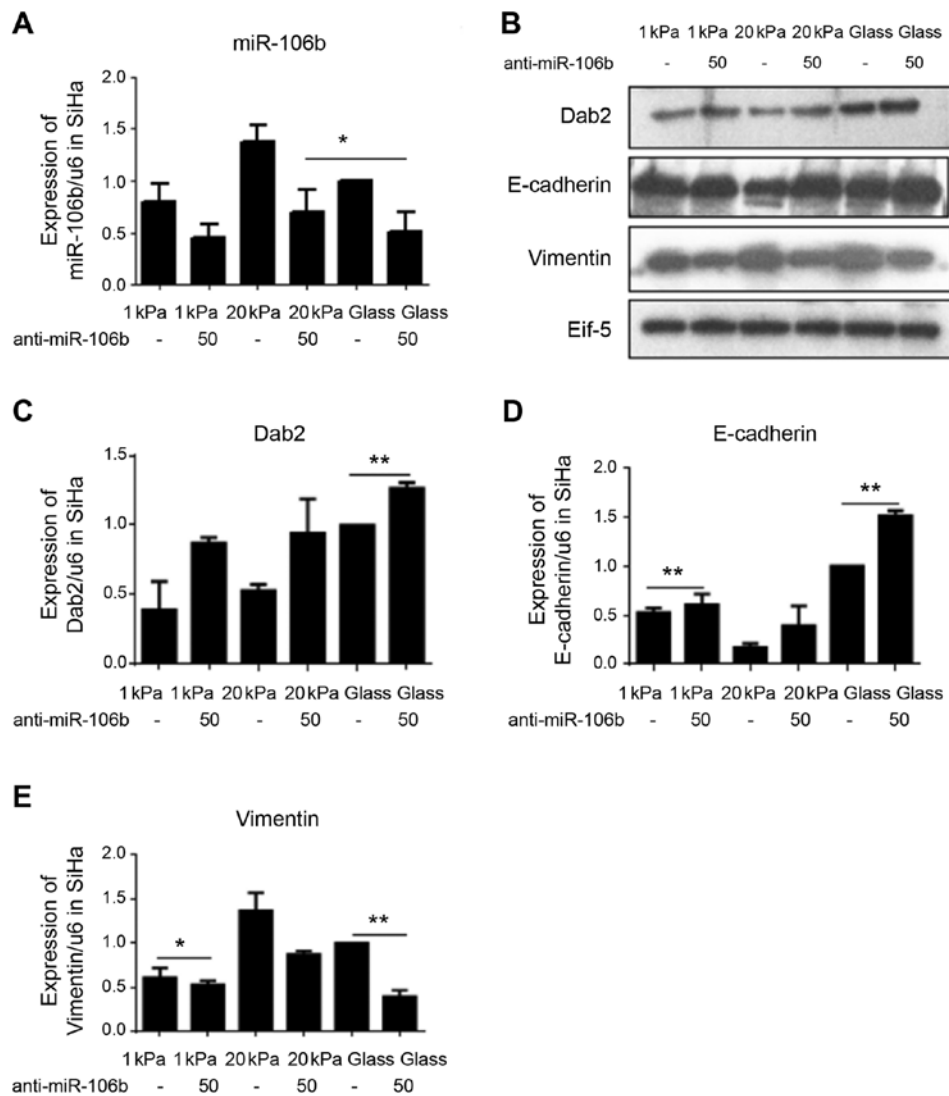 A
miR-106b
Expression of
miR-106b/u6 in SiHa
2.0
1.5
1.0
0.5
0.0
*
1 kPa 1 kPa 20 kPa 20 kPa Glass Glass
anti-miR-106b - 50 - 50 - 50
B
1 kPa 1 kPa 20 kPa 20 kPa Glass Glass
anti-miR-106b - 50 - 50 - 50
Dab2
E-cadherin
Vimentin
Eif-5
C
Dab2
Expression of
Dab2/u6 in SiHa
1.5
1.0
0.5
0.0
**
1 kPa 1 kPa 20 kPa 20 kPa Glass Glass
anti-miR-106b - 50 - 50 - 50
D
E-cadherin
Expression of
E-cadherin/u6 in SiHa
2.0
1.5
1.0
0.5
0.0
**
**
1 kPa 1 kPa 20 kPa 20 kPa Glass Glass
anti-miR-106b - 50 - 50 - 50
E
Vimentin
Expression of
Vimentin/u6 in SiHa
2.0
1.5
1.0
0.5
0.0
*
**
1 kPa 1 kPa 20 kPa 20 kPa Glass Glass
anti-miR-106b - 50 - 50 - 50